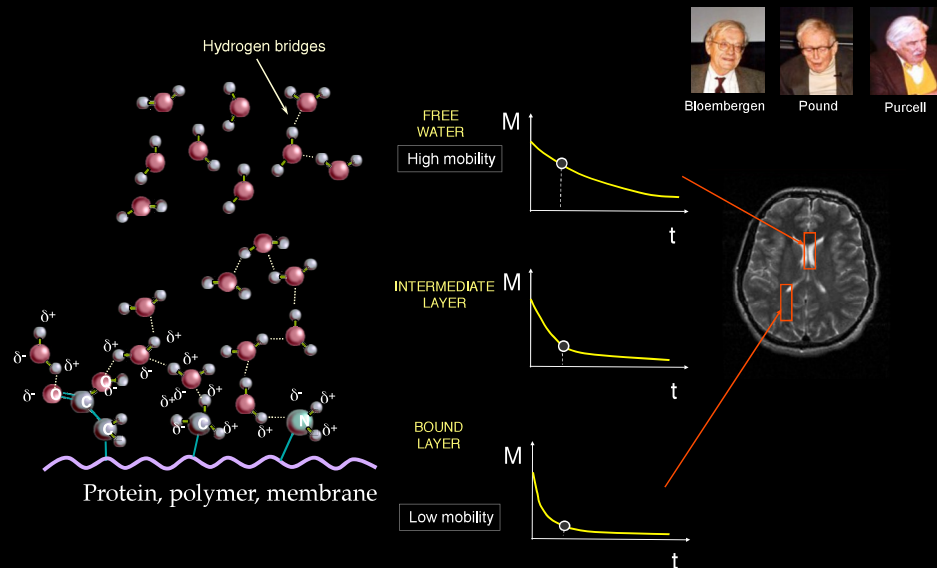 Hydrogen bridges
Bloembergen
Pound
Purcell
FREE
WATER
High mobility
M
t
INTERMEDIATE
LAYER
M
t
BOUND
LAYER
Low mobility
M
t
δ+
δ-
δ+
δ-
O
C
O
δ-
δ+
δ+
δ-
C
δ+
δ-
δ+
δ+
δ-
C
δ+
δ+
δ-
N
δ-
δ+
δ+
Protein, polymer, membrane